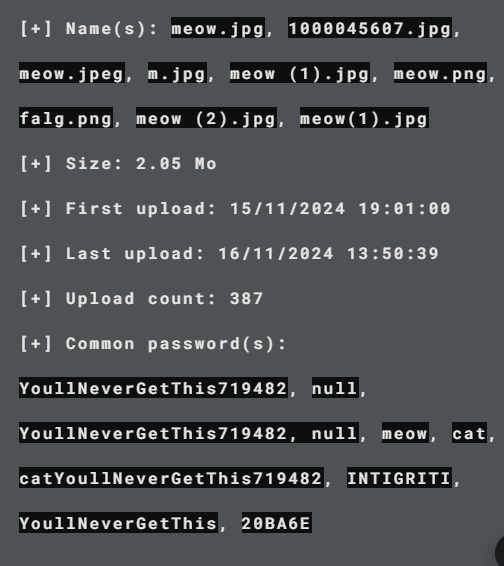 [+] Name(s): meow.jpg, 1000045607.jpg,
meow.jpeg, m.jpg, meow (1).jpg, meow.png,
falg.png, meow (2).jpg, meow(1).jpg
[+] Size: 2.05 Mo
[+] First upload: 15/11/2024 19:01:00
[+] Last upload: 16/11/2024 13:50:39
[+] Upload count: 387
[+] Common password(s):
YoullNeverGetThis719482, null,
YoullNeverGetThis719482, null, meow, cat,
catYoullNeverGetThis719482, INTIGRITI,
YoullNeverGetThis, 20BA6E